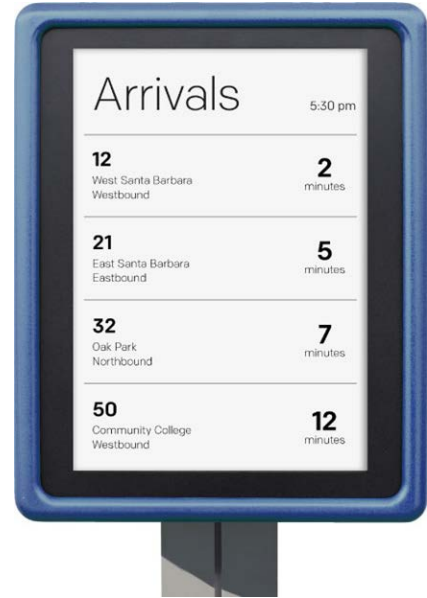 Arrivals
5:30 pm
12
West Santa Barbara
Westbound
2
minutes
21
East Santa Barbara
Eastbound
5
minutes
32
Oak Park
Northbound
7
minutes
50
Community College
Westbound
12
minutes